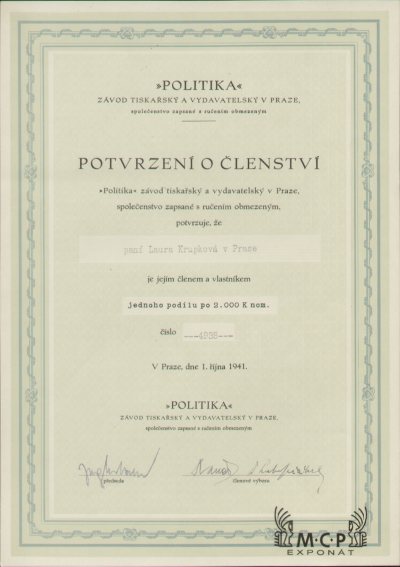 »POLITIKA«
ZÁVOD TISKAŘSKÝ A VYDAVATELSKÝ V PRAZE,
společenstvo zapsané s ručením obmezeným
POTVRZENÍ O ČLENSTVÍ
»Politika« závod tiskařský a vydavatelský v Praze,
společenstvo zapsané s ručením obmezeným,
potvrzuje, že
paní Laura Krupková v Praze
je jejím členem a vlastníkem
jednoho podílu po 2.000 K nom.
číslo ---4938---
V Praze, dne 1. října 1941.
»POLITIKA«
ZÁVOD TISKAŘSKÝ A VYDAVATELSKÝ V PRAZE,
společenstvo zapsané s ručením obmezeným
předseda
členové výboru
M·C·P
EXPONÁT